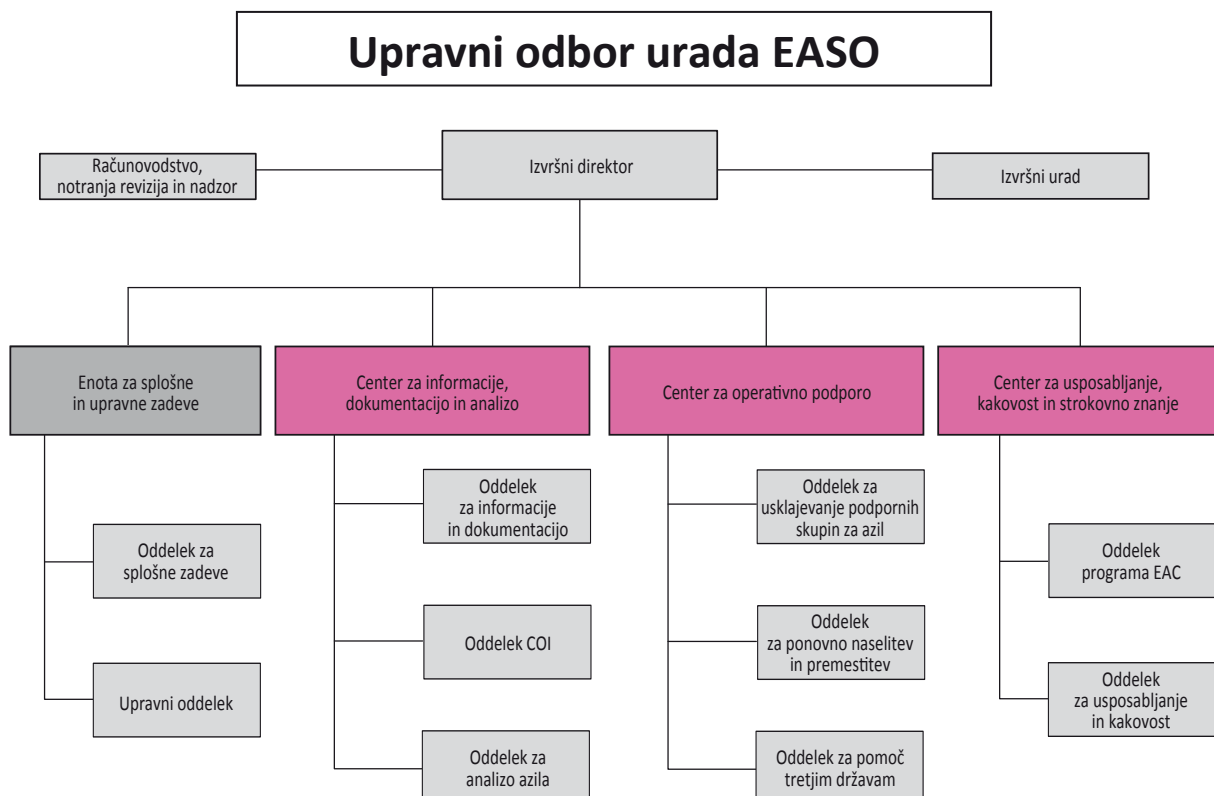 Upravni odbor urada EASO
Računovodstvo,
notranja revizija in nadzor
Izvršni direktor
Izvršni urad
Enota za splošne
in upravne zadeve
Center za informacije,
dokumentacijo in analizo
Center za operativno podporo
Center za usposabljanje,
kakovost in strokovno znanje
Oddelek za
splošne zadeve
Upravni oddelek
Oddelek
za informacije
in dokumentacijo
Oddelek COI
Oddelek za
analizo azila
Oddelek za
usklajevanje podpornih
skupin za azil
Oddelek
za ponovno naselitev
in premestitev
Oddelek za pomoč
tretjim državam
Oddelek
programa EAC
Oddelek
za usposabljanje
in kakovost